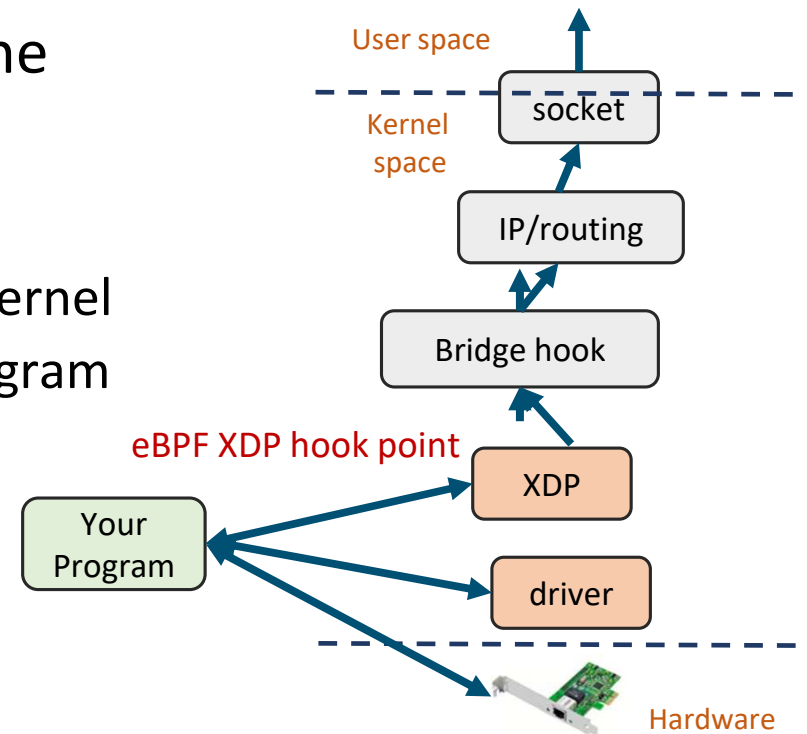 ne
User space
socket
Kernel
space
IP/routing
ernel
Bridge hook
gram
eBPF XDP hook point
XDP
Your
Program
driver
Hardware